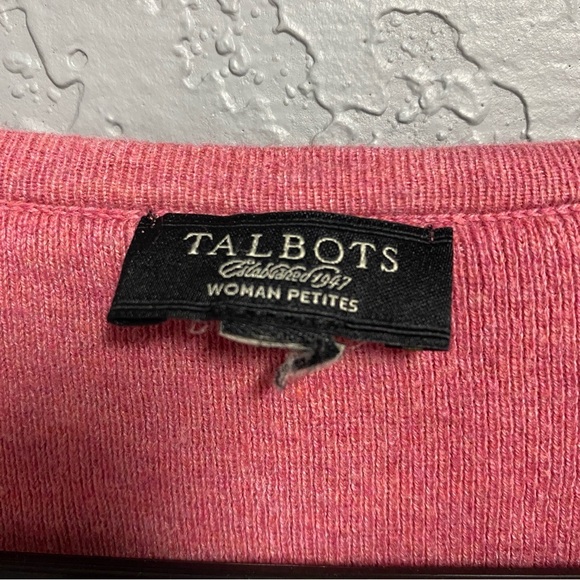 TALBOTS
Established 1947
WOMAN PETITES